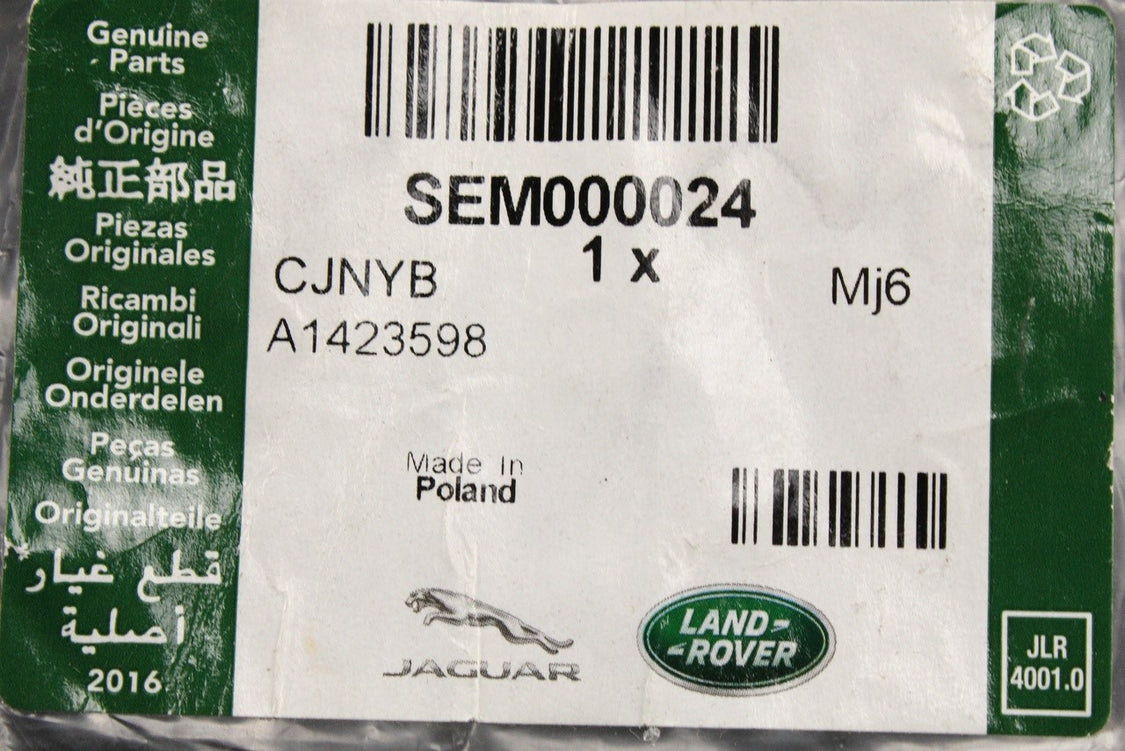 Genuine
Parts
Pièces
d'Origine
純正部品
Piezas
Originales
Ricambi
Originali
Originele
Onderdelen
Peças
Genuinas
Originalteile
قطع غيار
أصلية
2016
SEM000024
1 x
CJNYB
Mj6
A1423598
Made In
Poland
JAGUAR
LAND-
-ROVER
JLR
4001.0